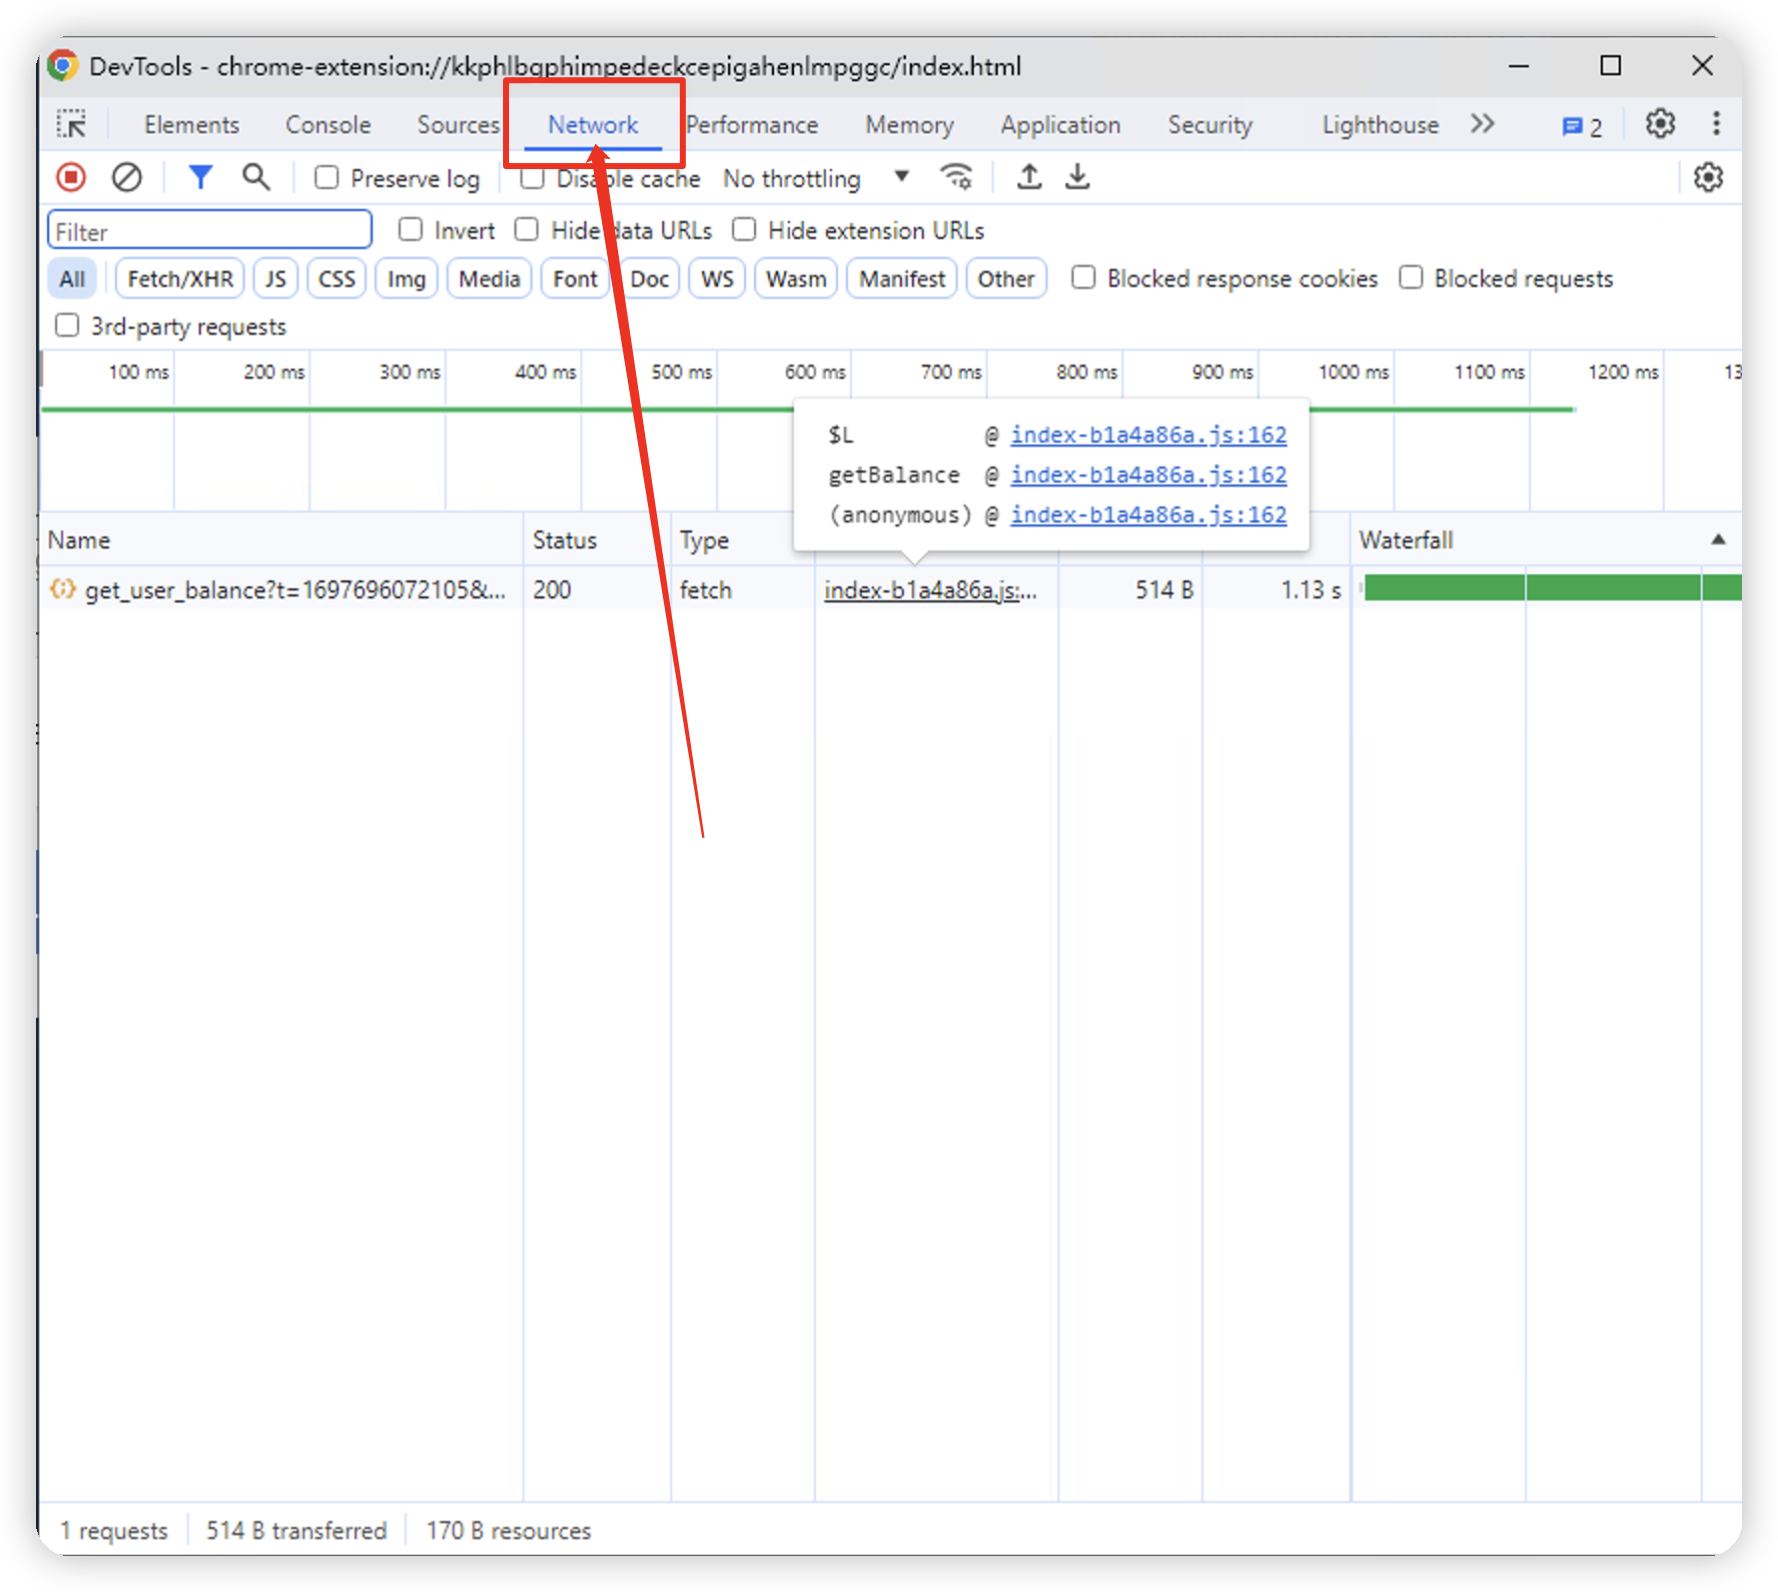 DevTools - chrome-extension://kkphlbgphimpedeckcepigahenlmpggc/index.html
Elements Console Sources Network Performance Memory Application Security Lighthouse 2
Preserve log Disable cache No throttling
Filter Invert Hide data URLs Hide extension URLs
All Fetch/XHR JS CSS Img Media Font Doc WS Wasm Manifest Other Blocked response cookies Blocked requests
3rd-party requests
100 ms 200 ms 300 ms 400 ms 500 ms 600 ms 700 ms 800 ms 900 ms 1000 ms 1100 ms 1200 ms 13
$L @ index-b1a4a86a.js:162
getBalance @ index-b1a4a86a.js:162
(anonymous) @ index-b1a4a86a.js:162
Name Status Type Waterfall
get_user_balance?t=1697696072105&... 200 fetch index-b1a4a86a.js:... 514 B 1.13 s
1 requests 514 B transferred 170 B resources